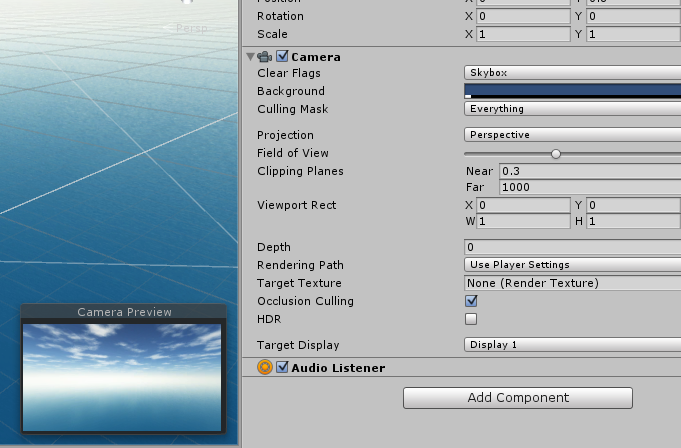 Persp
Rotation X 0 Y 0
Scale X 1 Y 1
Camera
Clear Flags Skybox
Background
Culling Mask Everything
Projection Perspective
Field of View
Clipping Planes Near 0.3
Far 1000
Viewport Rect X 0 Y 0
W 1 H 1
Depth 0
Rendering Path Use Player Settings
Target Texture None (Render Texture)
Occlusion Culling
HDR
Target Display Display 1
Camera Preview
Audio Listener
Add Component